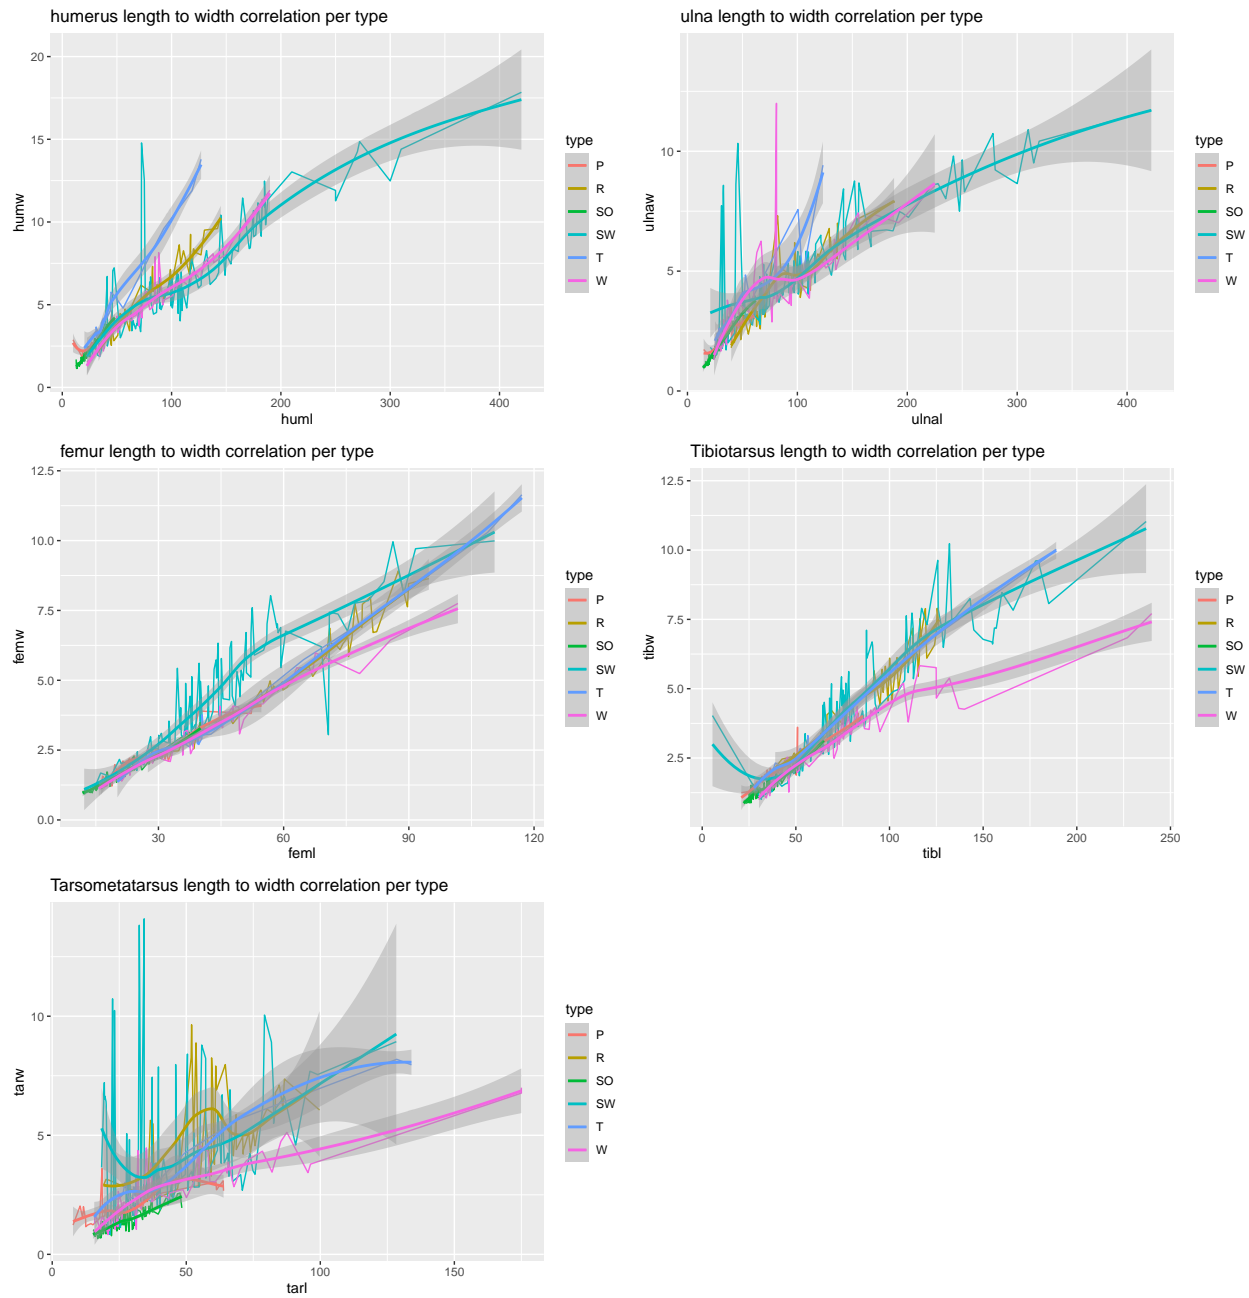 humerus length to width correlation per type
humw
20
15
10
5
0
0 100 200 300 400
huml
type
P
R
SO
SW
T
W
ulna length to width correlation per type
ulnaw
10
5
0
0 100 200 300 400
ulnal
type
P
R
SO
SW
T
W
femur length to width correlation per type
femw
12.5
10.0
7.5
5.0
2.5
0.0
30 60 90 120
feml
type
P
R
SO
SW
T
W
Tibiotarsus length to width correlation per type
tibw
12.5
10.0
7.5
5.0
2.5
0 50 100 150 200 250
tibl
type
P
R
SO
SW
T
W
Tarsometatarsus length to width correlation per type
tarw
10
5
0
0 50 100 150
tarl
type
P
R
SO
SW
T
W